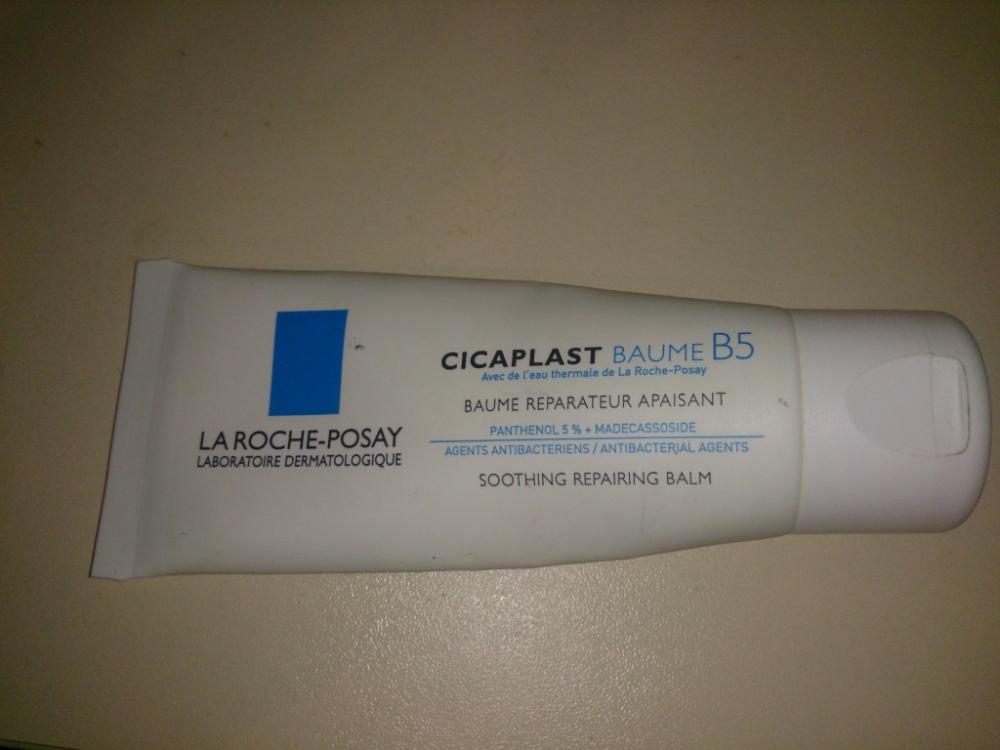 LA ROCHE-POSAY
LABORATOIRE DERMATOLOGIQUE
CICAPLAST BAUME B5
Avec de l'eau thermale de La Roche-Posay
BAUME REPARATEUR APAISANT
PANTHENOL 5 % + MADECASSOSIDE
AGENTS ANTIBACTERIENS / ANTIBACTERIAL AGENTS
SOOTHING REPAIRING BALM